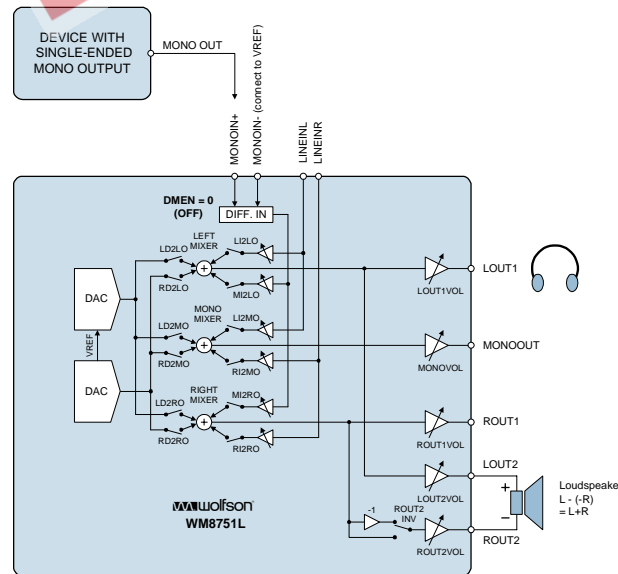 DEVICE WITH
SINGLE-ENDED
MONO OUTPUT
MONO OUT
MONOIN+
MONOIN- (connect to VREF)
LINEINL
LINEINR
DMEN = 0
(OFF)
DIFF. IN
LEFT
MIXER
LD2LO
LI2LO
RD2LO
MI2LO
LOUT1VOL
LOUT1
DAC
VREF
DAC
MONO
MIXER
LD2MO
LI2MO
RD2MO
RI2MO
MONOVOL
MONOOUT
RIGHT
MIXER
LD2RO
MI2RO
RD2RO
RI2RO
ROUT1VOL
ROUT1
LOUT2
LOUT2VOL
-1
ROUT2
INV
ROUT2VOL
ROUT2
+
–
Loudspeake
L - (-R)
= L+R
wolfson
WM8751L